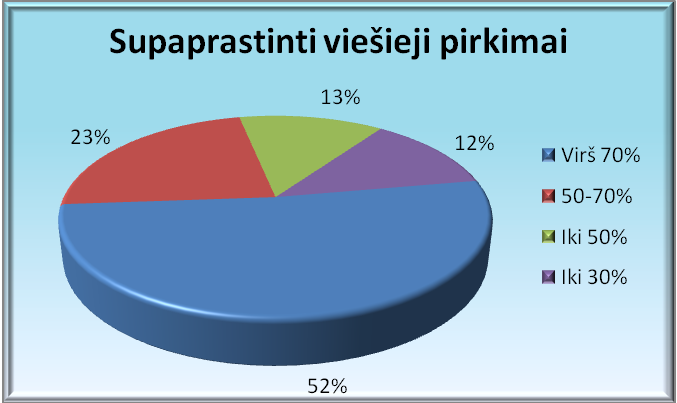 Supaprastinti viešieji pirkimai
13%
23%
12%
52%
Virš 70%
50-70%
Iki 50%
Iki 30%